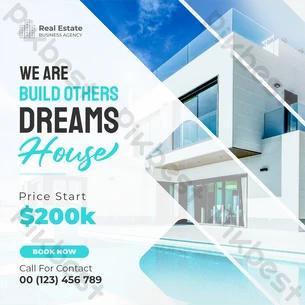 Real Estate
BUSINESS AGENCY
WE ARE
BUILD OTHERS
DREAMS
House
Price Start
$200k
BOOK NOW
Call For Contact
00 (123) 456 789
pikbest